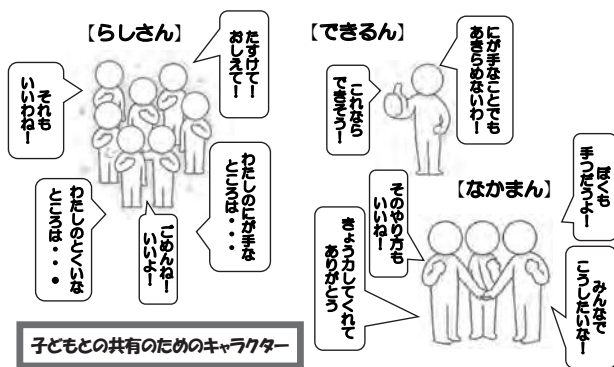 【らしさん】
たすけて!
おしえて!
それも
いいわね!
わたしのにが手な
ところは・・・
ごめんね!
いいよ!
わたしのとくいな
ところは・・・
【できるん】
にが手なことでも
あきらめないわ!
これなら
できそう!
【なかまん】
ぼくも
手つだうよ!
そのやり方も
いいね!
みんなで
こうしたいな!
きょう力してくれて
ありがとう
子どもとの共有のためのキャラクター